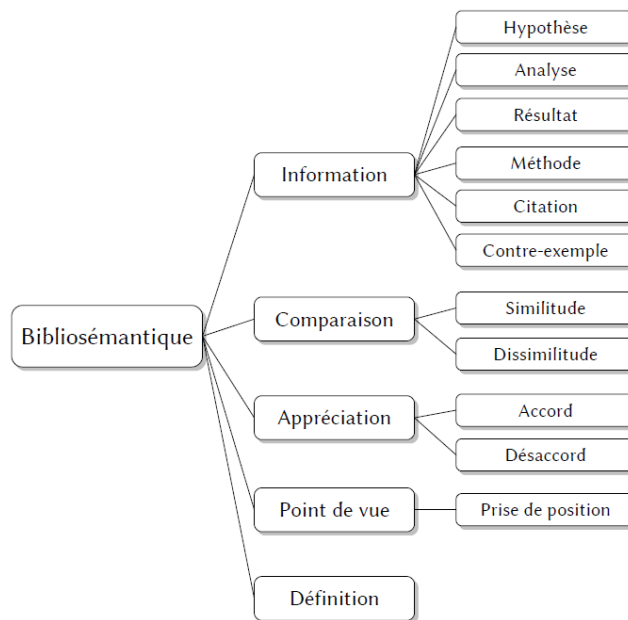 Hypothèse
Analyse
Résultat
Information
Méthode
Citation
Contre-exemple
Bibliosémantique
Comparaison
Similitude
Dissimilitude
Appréciation
Accord
Désaccord
Point de vue
Prise de position
Définition